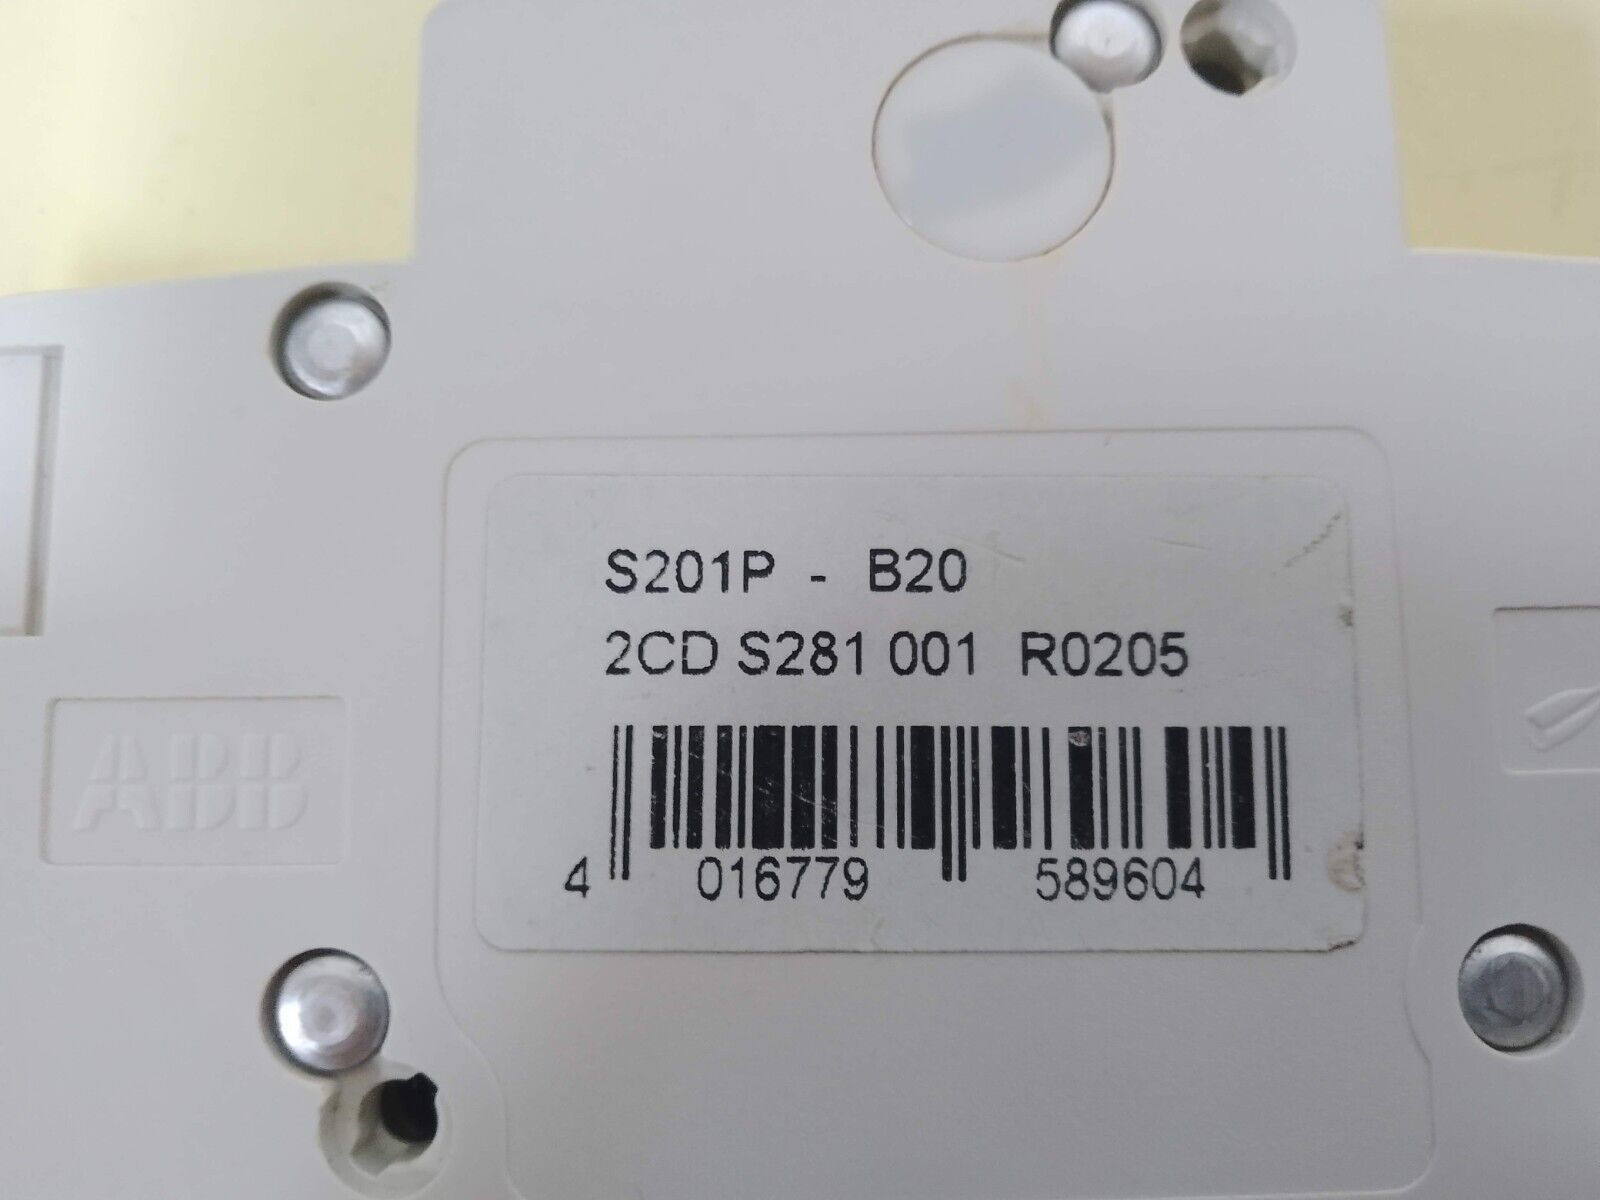 S201P - B20
2CD S281 001 R0205
4 016779 589604
ABB